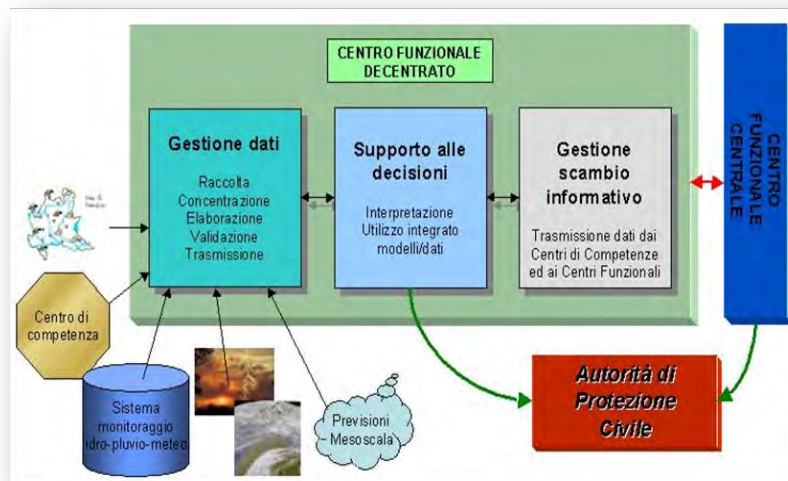 CENTRO FUNZIONALE
DECENTRATO
Gestione dati
Raccolta
Concentrazione
Elaborazione
Validazione
Trasmissione
Supporto alle
decisioni
Interpretazione
Utilizzo integrato
modelli/dati
Gestione
scambio
informativo
Trasmissione dati dai
Centri di Competenze
ed ai Centri Funzionali
CENTRO
FUNZIONALE
CENTRALE
Centro di
competenza
Sistema
monitoraggio
idro-pluvio-meteo
Previsioni
- Mesoscala
Autorità di
Protezione
Civile